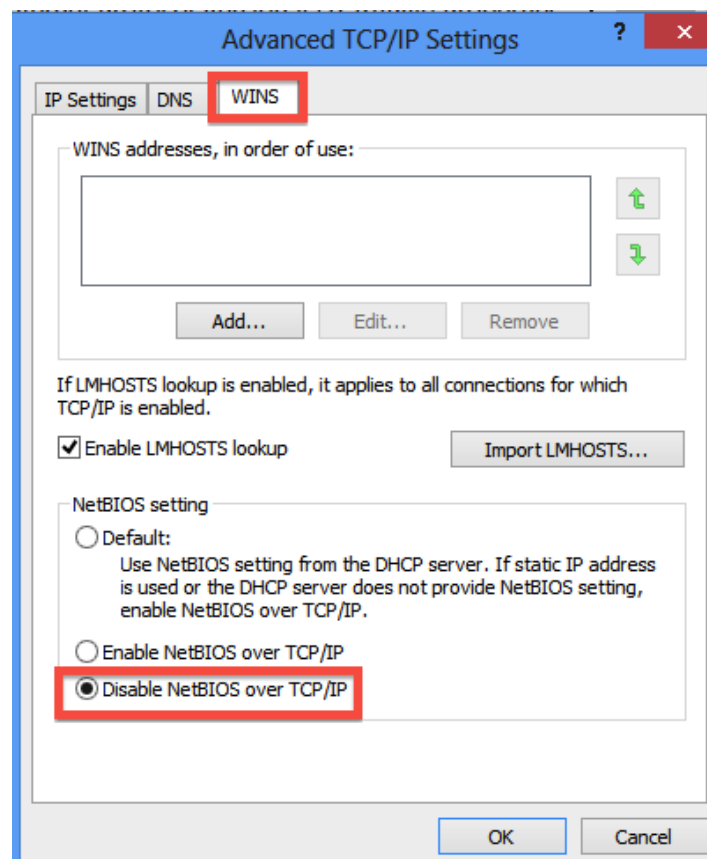 Advanced TCP/IP Settings ? ×
IP Settings DNS WINS
WINS addresses, in order of use:
Add... Edit... Remove
If LMHOSTS lookup is enabled, it applies to all connections for which
TCP/IP is enabled.
Enable LMHOSTS lookup Import LMHOSTS...
NetBIOS setting
Default:
Use NetBIOS setting from the DHCP server. If static IP address
is used or the DHCP server does not provide NetBIOS setting,
enable NetBIOS over TCP/IP.
Enable NetBIOS over TCP/IP
Disable NetBIOS over TCP/IP
OK Cancel